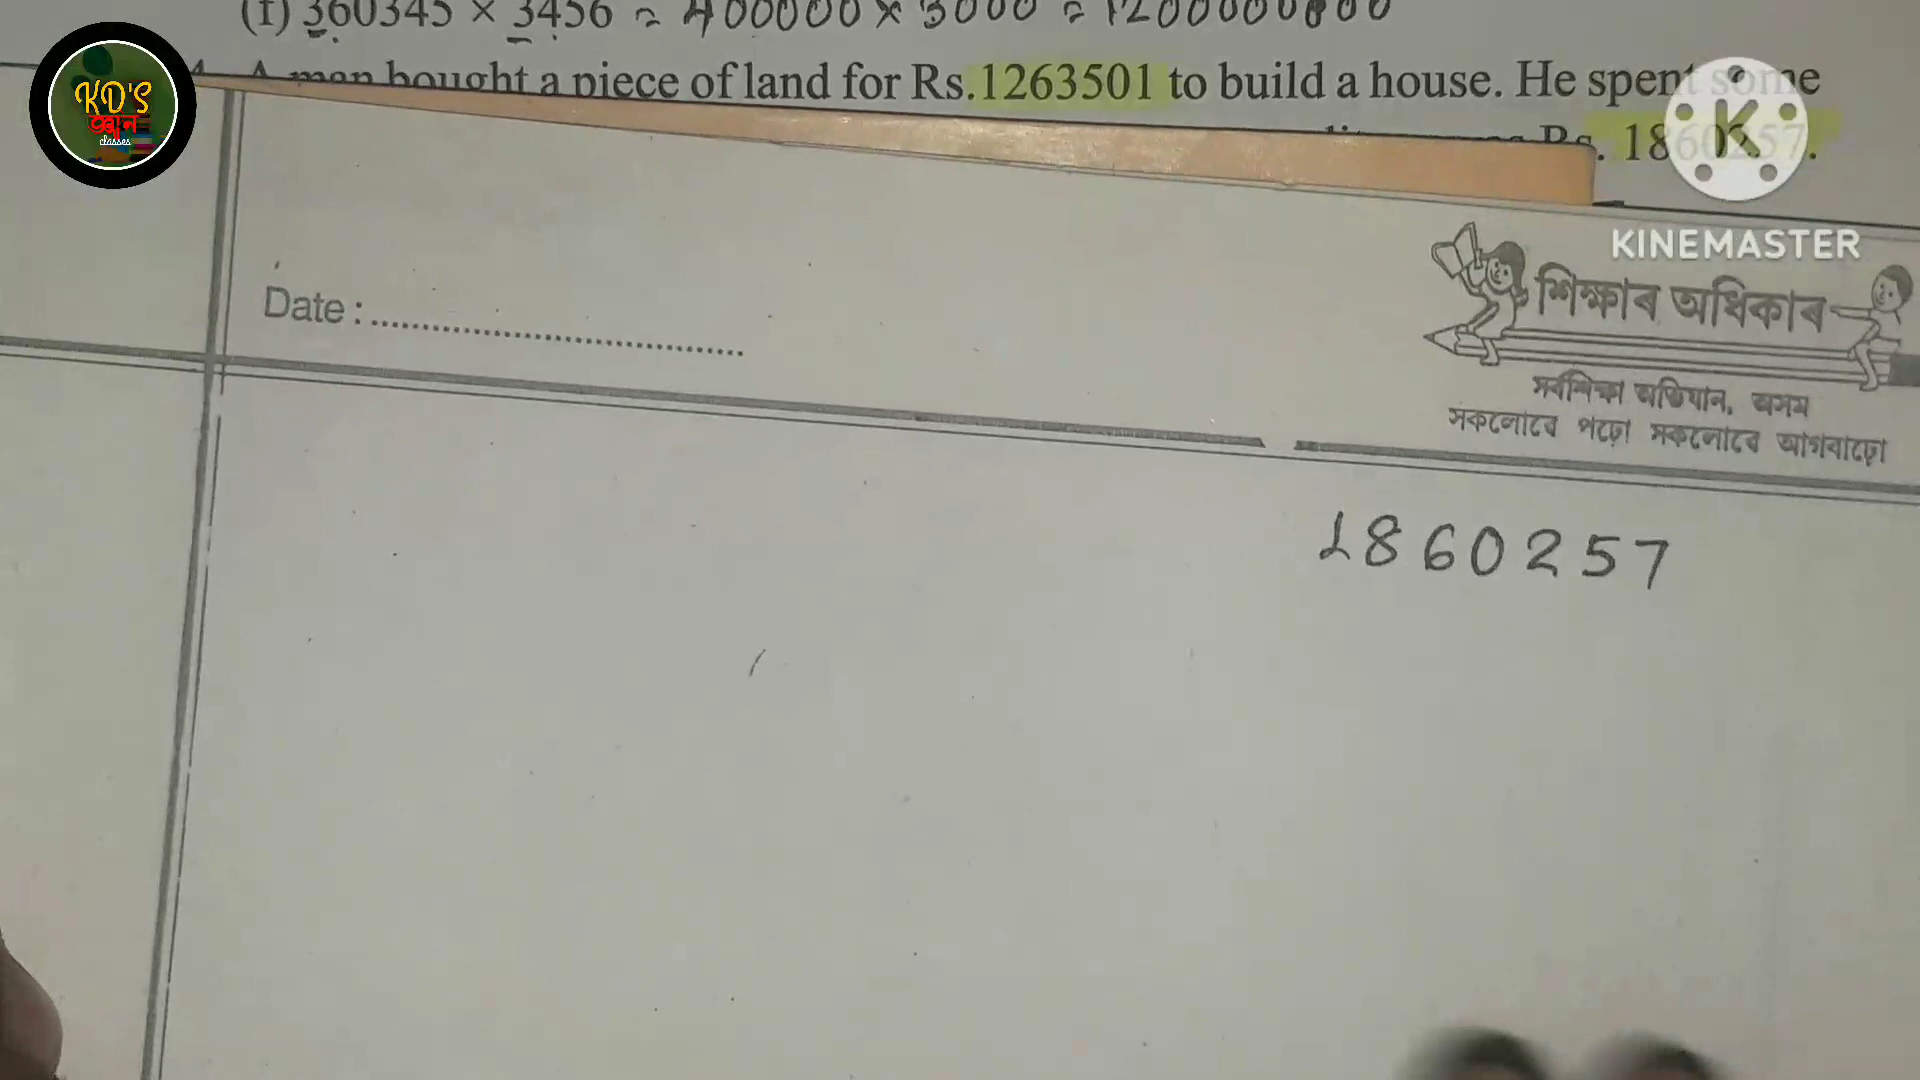 (f) 360345 × 3456 ≈ 400000 × 3000 = 1200000000
A man bought a piece of land for Rs.1263501 to build a house. He spent some
Rs. 1860257.
KD'S
জ্ঞান
classes
KINEMASTER
Date :
শিক্ষাৰ অধিকাৰ
সৰ্বশিক্ষা অভিযান, অসম
সকলোৱে পঢ়োঁ সকলোৱে আগবাঢ়োঁ
1860257